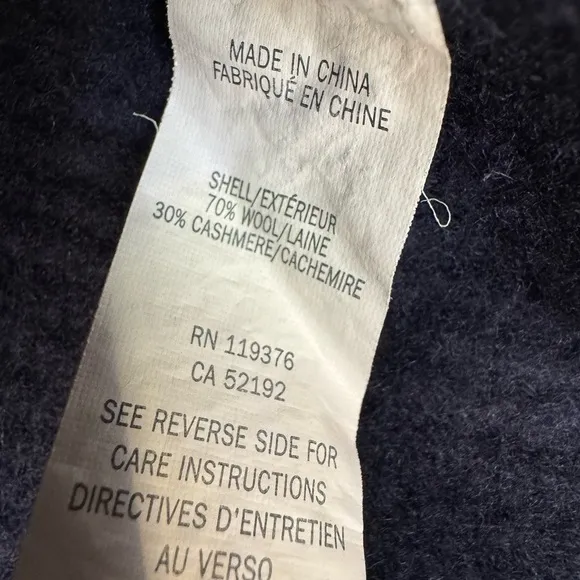 MADE IN CHINA
FABRIQUÉ EN CHINE
SHELL/EXTÉRIEUR
70% WOOL/LAINE
30% CASHMERE/CACHEMIRE
RN 119376
CA 52192
SEE REVERSE SIDE FOR
CARE INSTRUCTIONS
DIRECTIVES D'ENTRETIEN
AU VERSO